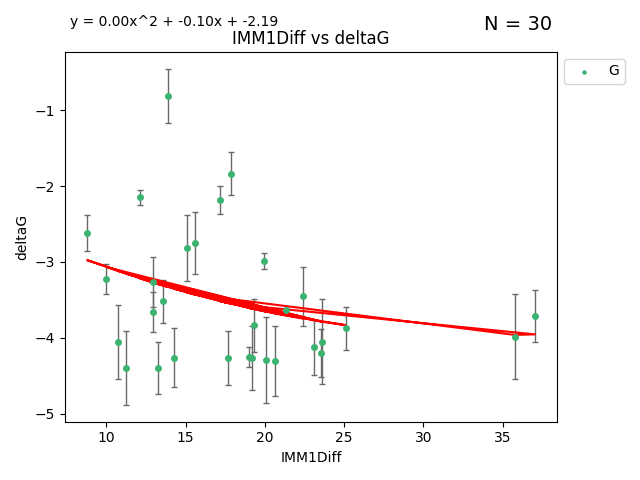 y = 0.00x^2 + -0.10x + -2.19
N = 30
IMM1Diff vs deltaG
G
−1
−2
−3
−4
−5
deltaG
10 15 20 25 30 35
IMM1Diff